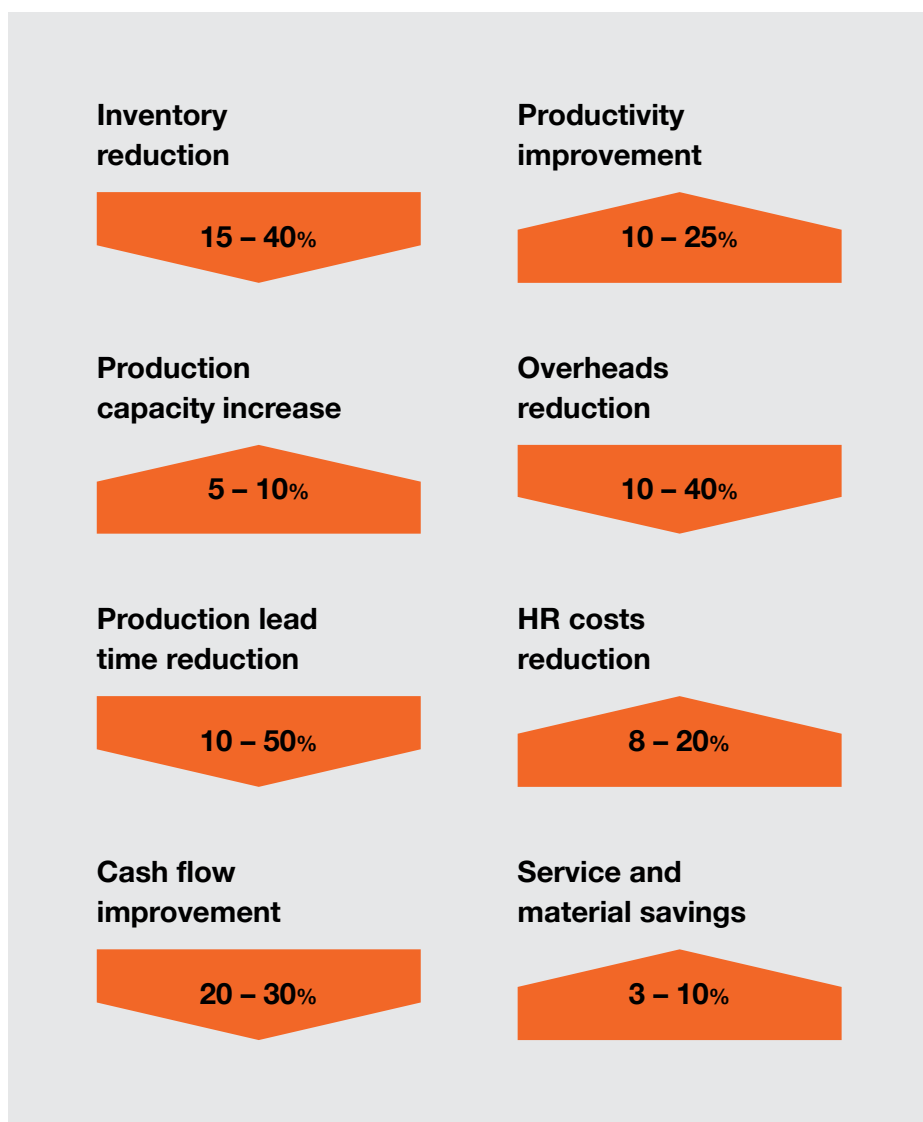 Inventory
reduction
15 – 40%
Productivity
improvement
10 – 25%
Production
capacity increase
5 – 10%
Overheads
reduction
10 – 40%
Production lead
time reduction
10 – 50%
HR costs
reduction
8 – 20%
Cash flow
improvement
20 – 30%
Service and
material savings
3 – 10%